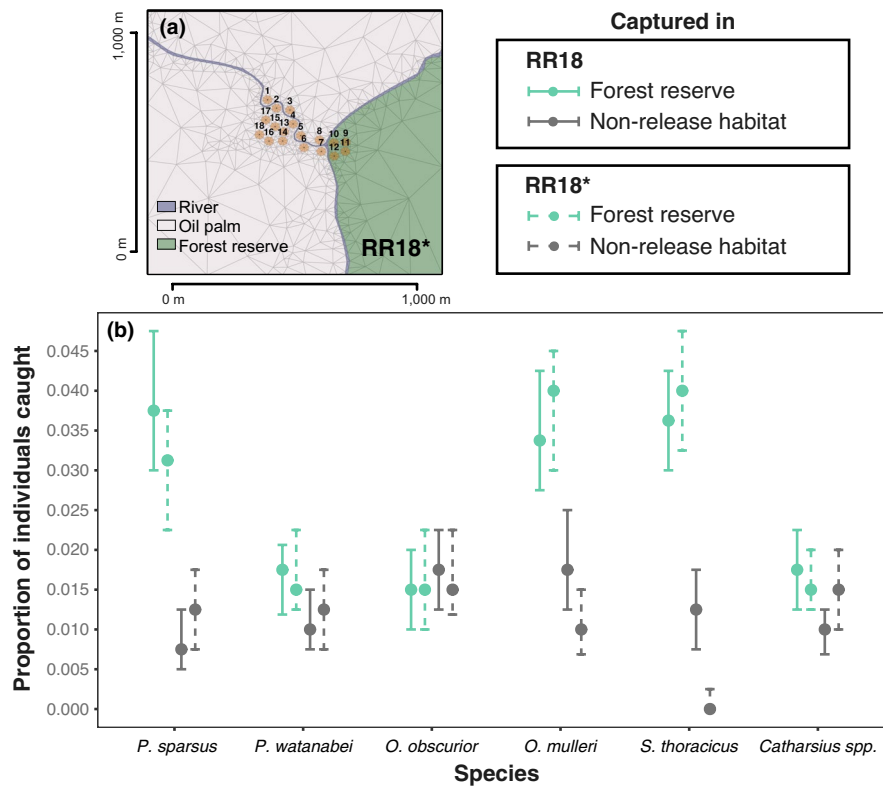 (a)
1,000 m
0 m
1
2
3
17
4
15
13
5
18
16
14
6
8
7
10
9
11
12
River
Oil palm
Forest reserve
RR18*
0 m
1,000 m
Captured in
RR18
Forest reserve
Non-release habitat
RR18*
Forest reserve
Non-release habitat
(b)
Proportion of individuals caught
0.045
0.040
0.035
0.030
0.025
0.020
0.015
0.010
0.005
0.000
P. sparsus
P. watanabei
O. obscurior
O. mulleri
S. thoracicus
Catharsius spp.
Species